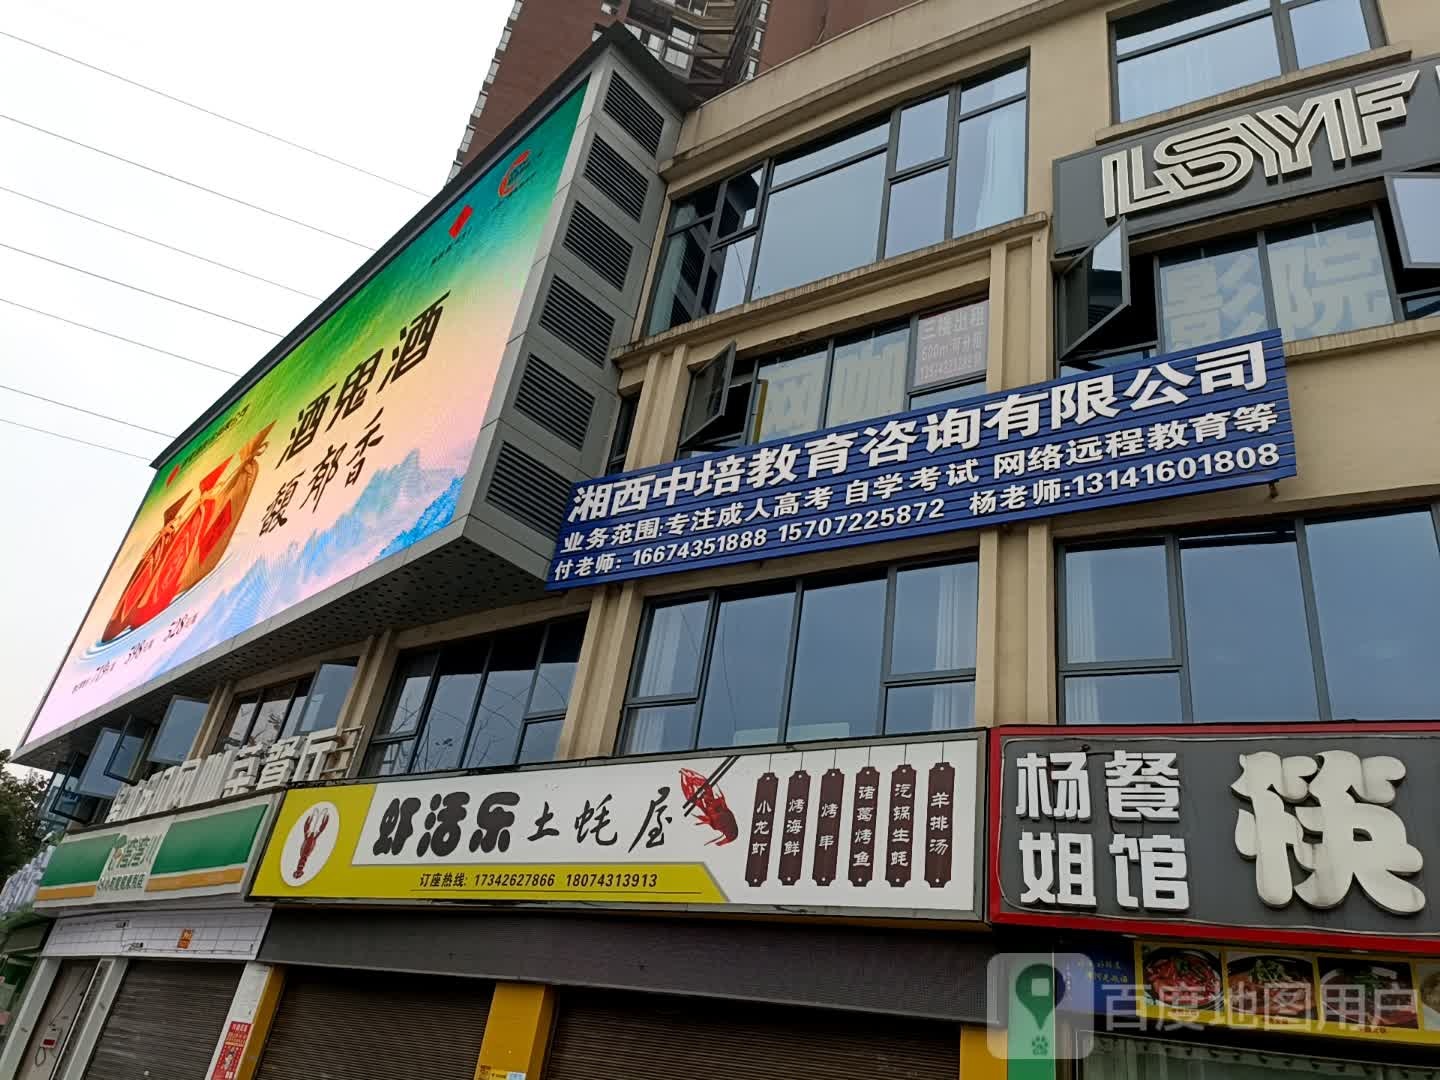 酒鬼酒
馥郁香
LSYF
影院
网咖
三楼出租
湘西中培教育咨询有限公司
业务范围:专注成人高考 自学考试 网络远程教育等
付老师: 16674351888 15707225872 杨老师:13141601808
虾活乐土蚝屋
订座热线: 17342627866 18074313913
小龙虾
烤海鲜
烤串
诸葛烤鱼
汽锅生蚝
羊排汤
杨姐
餐馆
筷
茶餐厅
百度地图用户